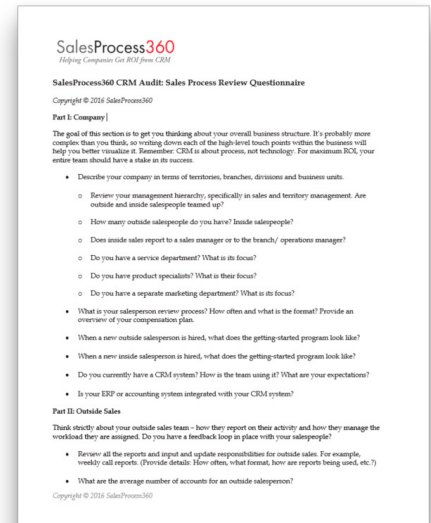 SalesProcess360
Helping Companies Get ROI from CRM
SalesProcess360 CRM Audit: Sales Process Review Questionnaire
Copyright © 2016 SalesProcess360
Part I: Company
The goal of this section is to get you thinking about your overall business structure. It's probably more
complex than you think, so writing down each of the high-level touch points within the business will
help you better visualize it. Remember: CRM is about process, not technology. For maximum ROI, your
entire team should have a stake in its success.
• Describe your company in terms of territories, branches, divisions and business units.
o Review your management hierarchy, specifically in sales and territory management. Are
outside and inside salespeople teamed up?
o How many outside salespeople do you have? Inside salespeople?
o Does inside sales report to a sales manager or to the branch/ operations manager?
o Do you have a service department? What is its focus?
o Do you have product specialists? What is their focus?
o Do you have a separate marketing department? What is its focus?
• What is your salesperson review process? How often and what is the format? Provide an
overview of your compensation plan.
• When a new outside salesperson is hired, what does the getting-started program look like?
• When a new inside salesperson is hired, what does the getting-started program look like?
• Do you currently have a CRM system? How is the team using it? What are your expectations?
• Is your ERP or accounting system integrated with your CRM system?
Part II: Outside Sales
Think strictly about your outside sales team – how they report on their activity and how they manage the
workload they are assigned. Do you have a feedback loop in place with your salespeople?
• Review all the reports and input and update responsibilities for outside sales. For example,
weekly call reports. (Provide details: How often, what format, how are reports being used, etc.?)
• What are the average number of accounts for an outside salesperson?
Copyright © 2016 SalesProcess360